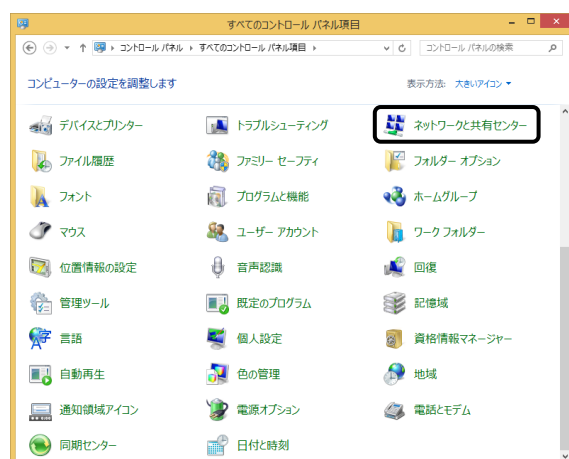 すべてのコントロール パネル項目
コントロール パネル ▸ すべてのコントロール パネル項目 ▸
コントロール パネルの検索
コンピューターの設定を調整します
表示方法: 大きいアイコン
デバイスとプリンター
トラブルシューティング
ネットワークと共有センター
ファイル履歴
ファミリー セーフティ
フォルダー オプション
フォント
プログラムと機能
ホームグループ
マウス
ユーザー アカウント
ワーク フォルダー
位置情報の設定
音声認識
回復
管理ツール
既定のプログラム
記憶域
言語
個人設定
資格情報マネージャー
自動再生
色の管理
地域
通知領域アイコン
電源オプション
電話とモデム
同期センター
日付と時刻